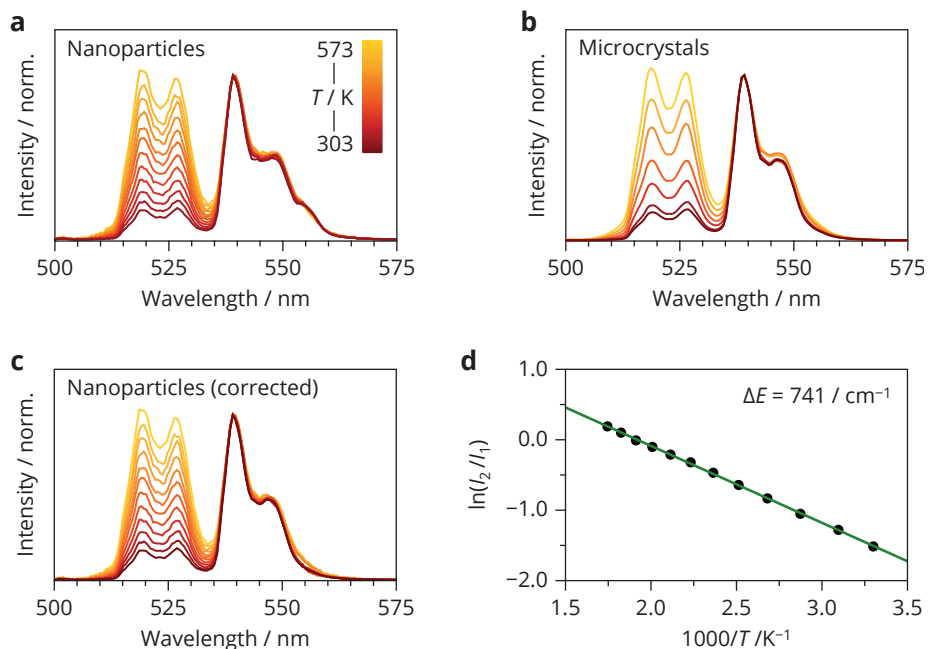 a
Nanoparticles
573
T / K
303
Intensity / norm.
500 525 550 575
Wavelength / nm
b
Microcrystals
Intensity / norm.
500 525 550 575
Wavelength / nm
c
Nanoparticles (corrected)
Intensity / norm.
500 525 550 575
Wavelength / nm
d
ΔE = 741 / cm⁻¹
ln(I₂/I₁)
1.0
0.0
−1.0
−2.0
1.5 2.0 2.5 3.0 3.5
1000/T /K⁻¹